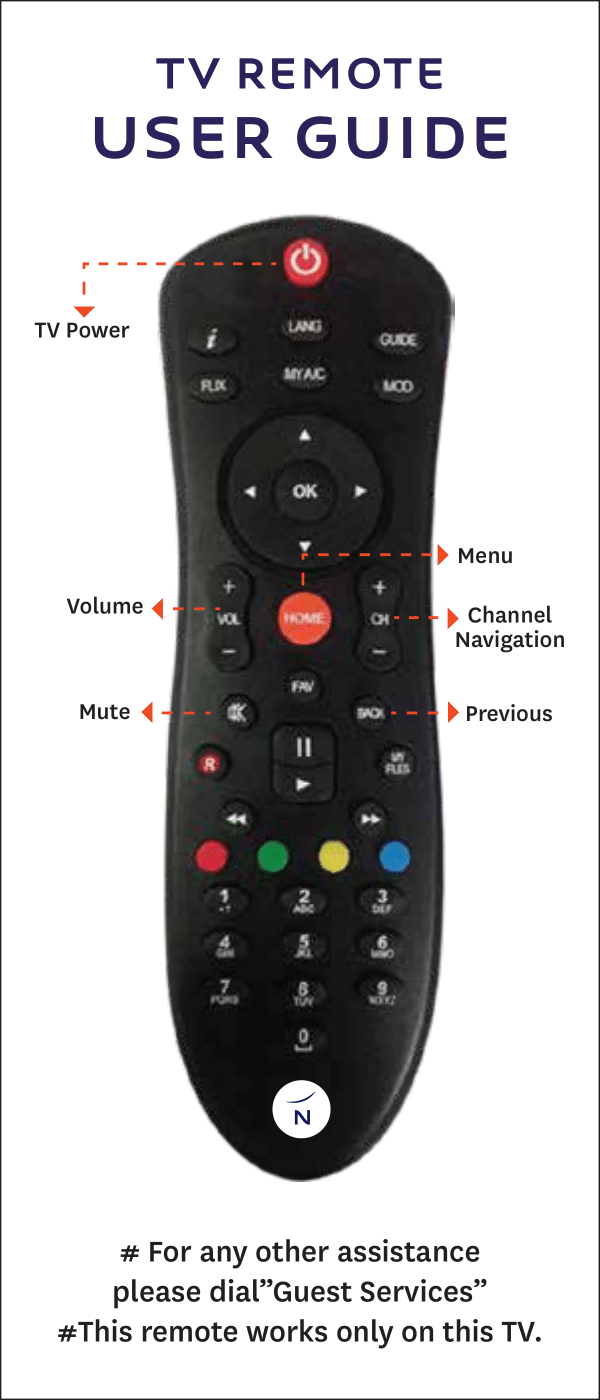 TV REMOTE
USER GUIDE
TV Power
LANG
i
GUIDE
FLIX
MY A/C
MOD
OK
Menu
+
+
Volume
VOL
HOME
CH
Channel
Navigation
−
−
FAV
Mute
BACK
Previous
R
MY
FILES
1
2
ABC
3
DEF
4
GHI
5
JKL
6
MNO
7
PQRS
8
TUV
9
WXYZ
0
N
# For any other assistance
please dial”Guest Services”
#This remote works only on this TV.